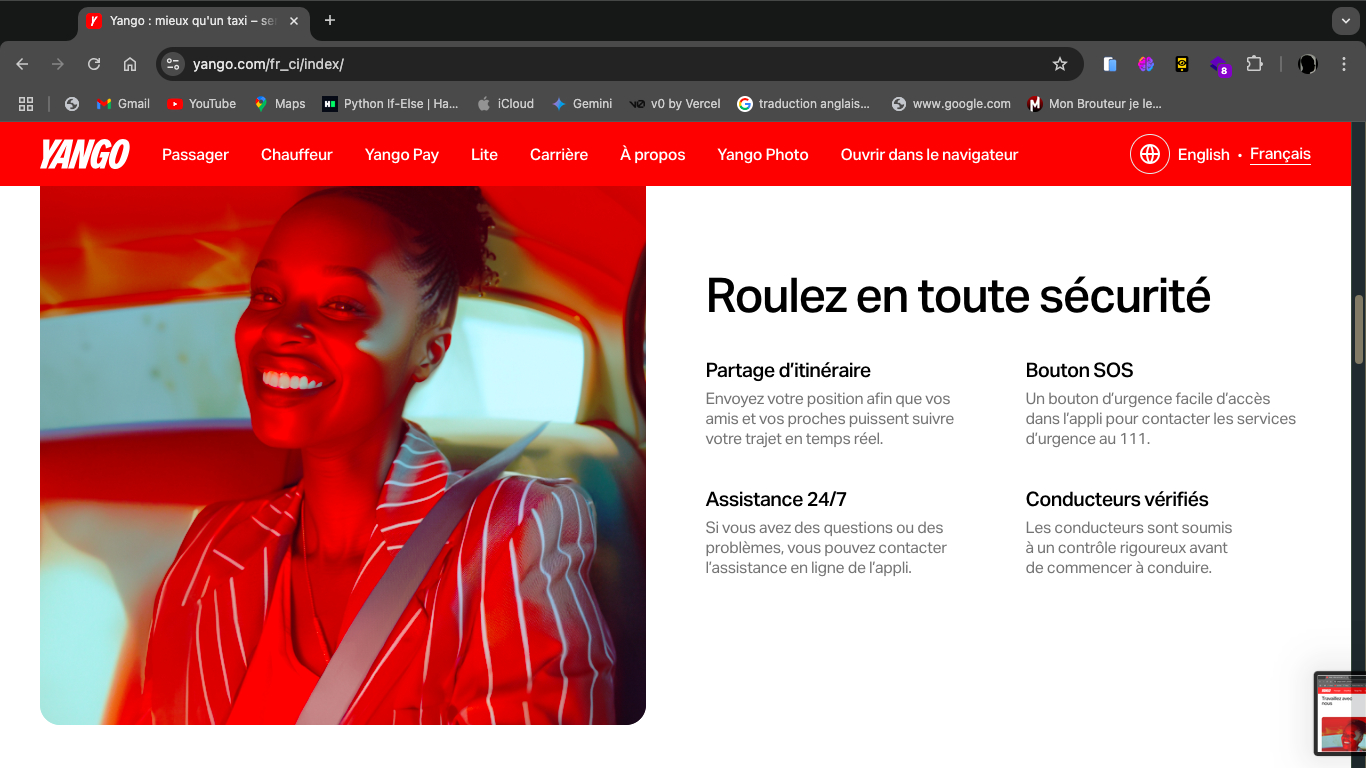 Yango : mieux qu'un taxi – se
yango.com/fr_ci/index/
8
Gmail
YouTube
Maps
Python If-Else | Ha...
iCloud
Gemini
v0 by Vercel
traduction anglais...
www.google.com
Mon Brouteur je le...
YANGO
Passager
Chauffeur
Yango Pay
Lite
Carrière
À propos
Yango Photo
Ouvrir dans le navigateur
English • Français
Roulez en toute sécurité
Partage d’itinéraire
Envoyez votre position afin que vos
amis et vos proches puissent suivre
votre trajet en temps réel.
Bouton SOS
Un bouton d’urgence facile d’accès
dans l’appli pour contacter les services
d’urgence au 111.
Assistance 24/7
Si vous avez des questions ou des
problèmes, vous pouvez contacter
l’assistance en ligne de l’appli.
Conducteurs vérifiés
Les conducteurs sont soumis
à un contrôle rigoureux avant
de commencer à conduire.
Travaillez avec
nous